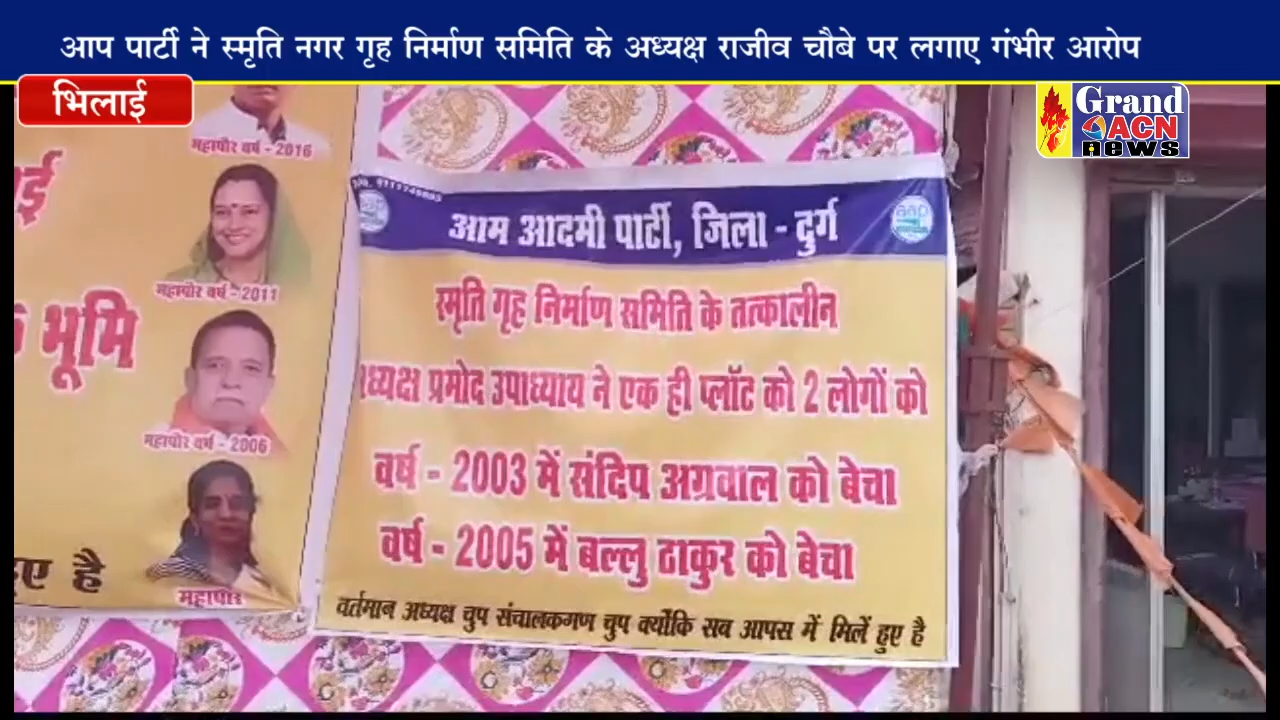 आप पार्टी ने स्मृति नगर गृह निर्माण समिति के अध्यक्ष राजीव चौबे पर लगाए गंभीर आरोप
भिलाई
Grand
ACN
news
महापौर वर्ष - 2016
महापौर वर्ष - 2011
भूमि
महापौर वर्ष - 2006
महापौर
हुए है
आम आदमी पार्टी, जिला - दुर्ग
स्मृति गृह निर्माण समिति के तत्कालीन
प्रमोद उपाध्याय ने एक ही प्लॉट को 2 लोगों को
वर्ष - 2003 में संदिप अग्रवाल को बेचा
वर्ष - 2005 में बल्लु ठाकुर को बेचा
वर्तमान अध्यक्ष चुप संचालकगण चुप क्योंकि सब आपस में मिलें हुए है